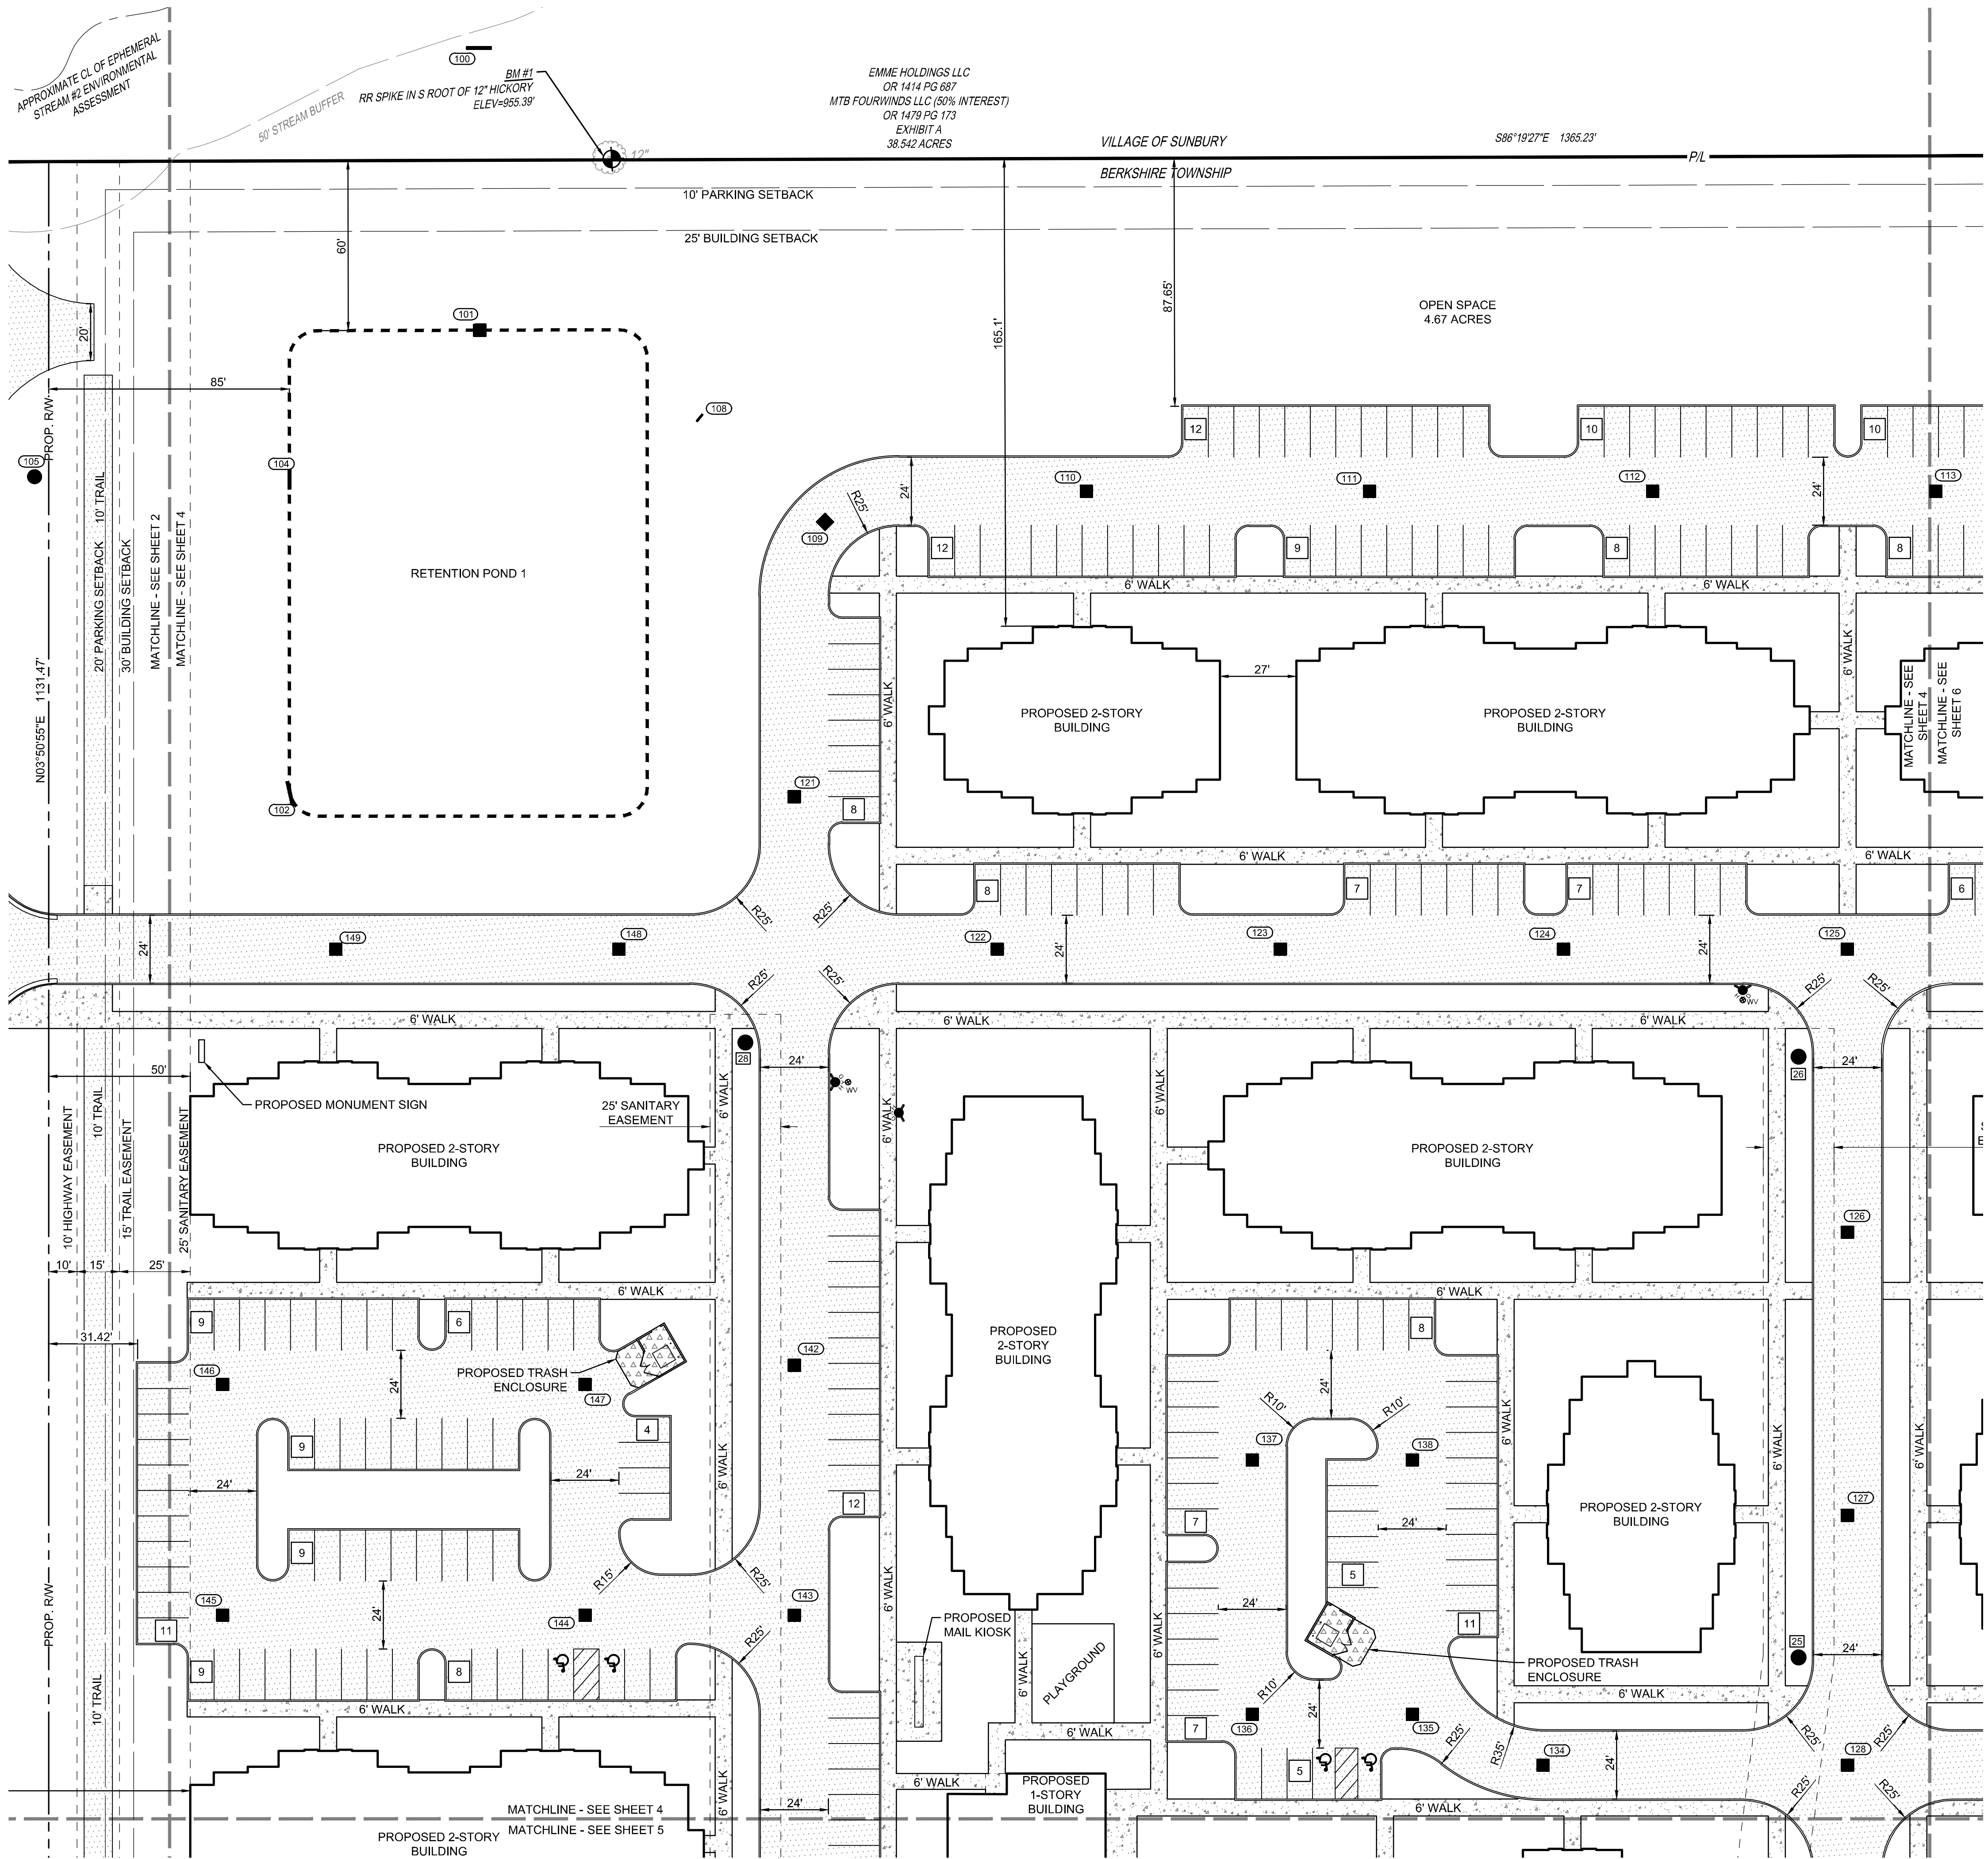 APPROXIMATE CL OF EPHEMERAL
STREAM #2 ENVIRONMENTAL
ASSESSMENT
50' STREAM BUFFER
100
BM #1
RR SPIKE IN S ROOT OF 12" HICKORY
ELEV=955.39'
12"
EMME HOLDINGS LLC
OR 1414 PG 687
MTB FOURWINDS LLC (50% INTEREST)
OR 1479 PG 173
EXHIBIT A
38.542 ACRES
VILLAGE OF SUNBURY
BERKSHIRE TOWNSHIP
S86°19'27"E 1365.23'
P/L
10' PARKING SETBACK
25' BUILDING SETBACK
60'
165.1'
87.65'
OPEN SPACE
4.67 ACRES
20'
85'
101
108
104
105
102
RETENTION POND 1
PROP. R/W
N03°50'55"E 1131.47'
10' TRAIL
20' PARKING SETBACK
30' BUILDING SETBACK
MATCHLINE - SEE SHEET 2
MATCHLINE - SEE SHEET 4
12
10
10
110
111
112
113
24'
24'
R25'
109
12
9
8
8
6' WALK
6' WALK
6' WALK
6' WALK
27'
PROPOSED 2-STORY
BUILDING
PROPOSED 2-STORY
BUILDING
MATCHLINE - SEE
SHEET 4
MATCHLINE - SEE
SHEET 6
121
8
6' WALK
6' WALK
8
7
7
6
R25'
R25'
24'
149
148
122
123
124
125
24'
24'
R25'
R25'
R25'
R25'
WV
6' WALK
6' WALK
6' WALK
28
26
24'
24'
WV
50'
PROPOSED MONUMENT SIGN
25' SANITARY
EASEMENT
6' WALK
6' WALK
6' WALK
PROPOSED 2-STORY
BUILDING
PROPOSED 2-STORY
BUILDING
10' HIGHWAY EASEMENT
10' TRAIL
15' TRAIL EASEMENT
25' SANITARY EASEMENT
10'
15'
25'
126
6' WALK
6' WALK
31.42'
9
6
8
PROPOSED
2-STORY
BUILDING
142
146
PROPOSED TRASH
ENCLOSURE
147
24'
24'
R10'
R10'
4
9
137
138
6' WALK
6' WALK
6' WALK
6' WALK
24'
24'
12
127
PROPOSED 2-STORY
BUILDING
7
24'
9
R15'
R25'
5
6' WALK
145
144
143
24'
24'
11
11
PROP. R/W
R25'
PROPOSED
MAIL KIOSK
PLAYGROUND
6' WALK
6' WALK
25
24'
PROPOSED TRASH
ENCLOSURE
9
8
R10'
6' WALK
6' WALK
10' TRAIL
136
24'
135
7
6' WALK
R25'
R35'
134
24'
128
R25'
R25'
5
6' WALK
6' WALK
PROPOSED
1-STORY
BUILDING
24'
6' WALK
R25'
R25'
MATCHLINE - SEE SHEET 4
MATCHLINE - SEE SHEET 5
PROPOSED 2-STORY
BUILDING